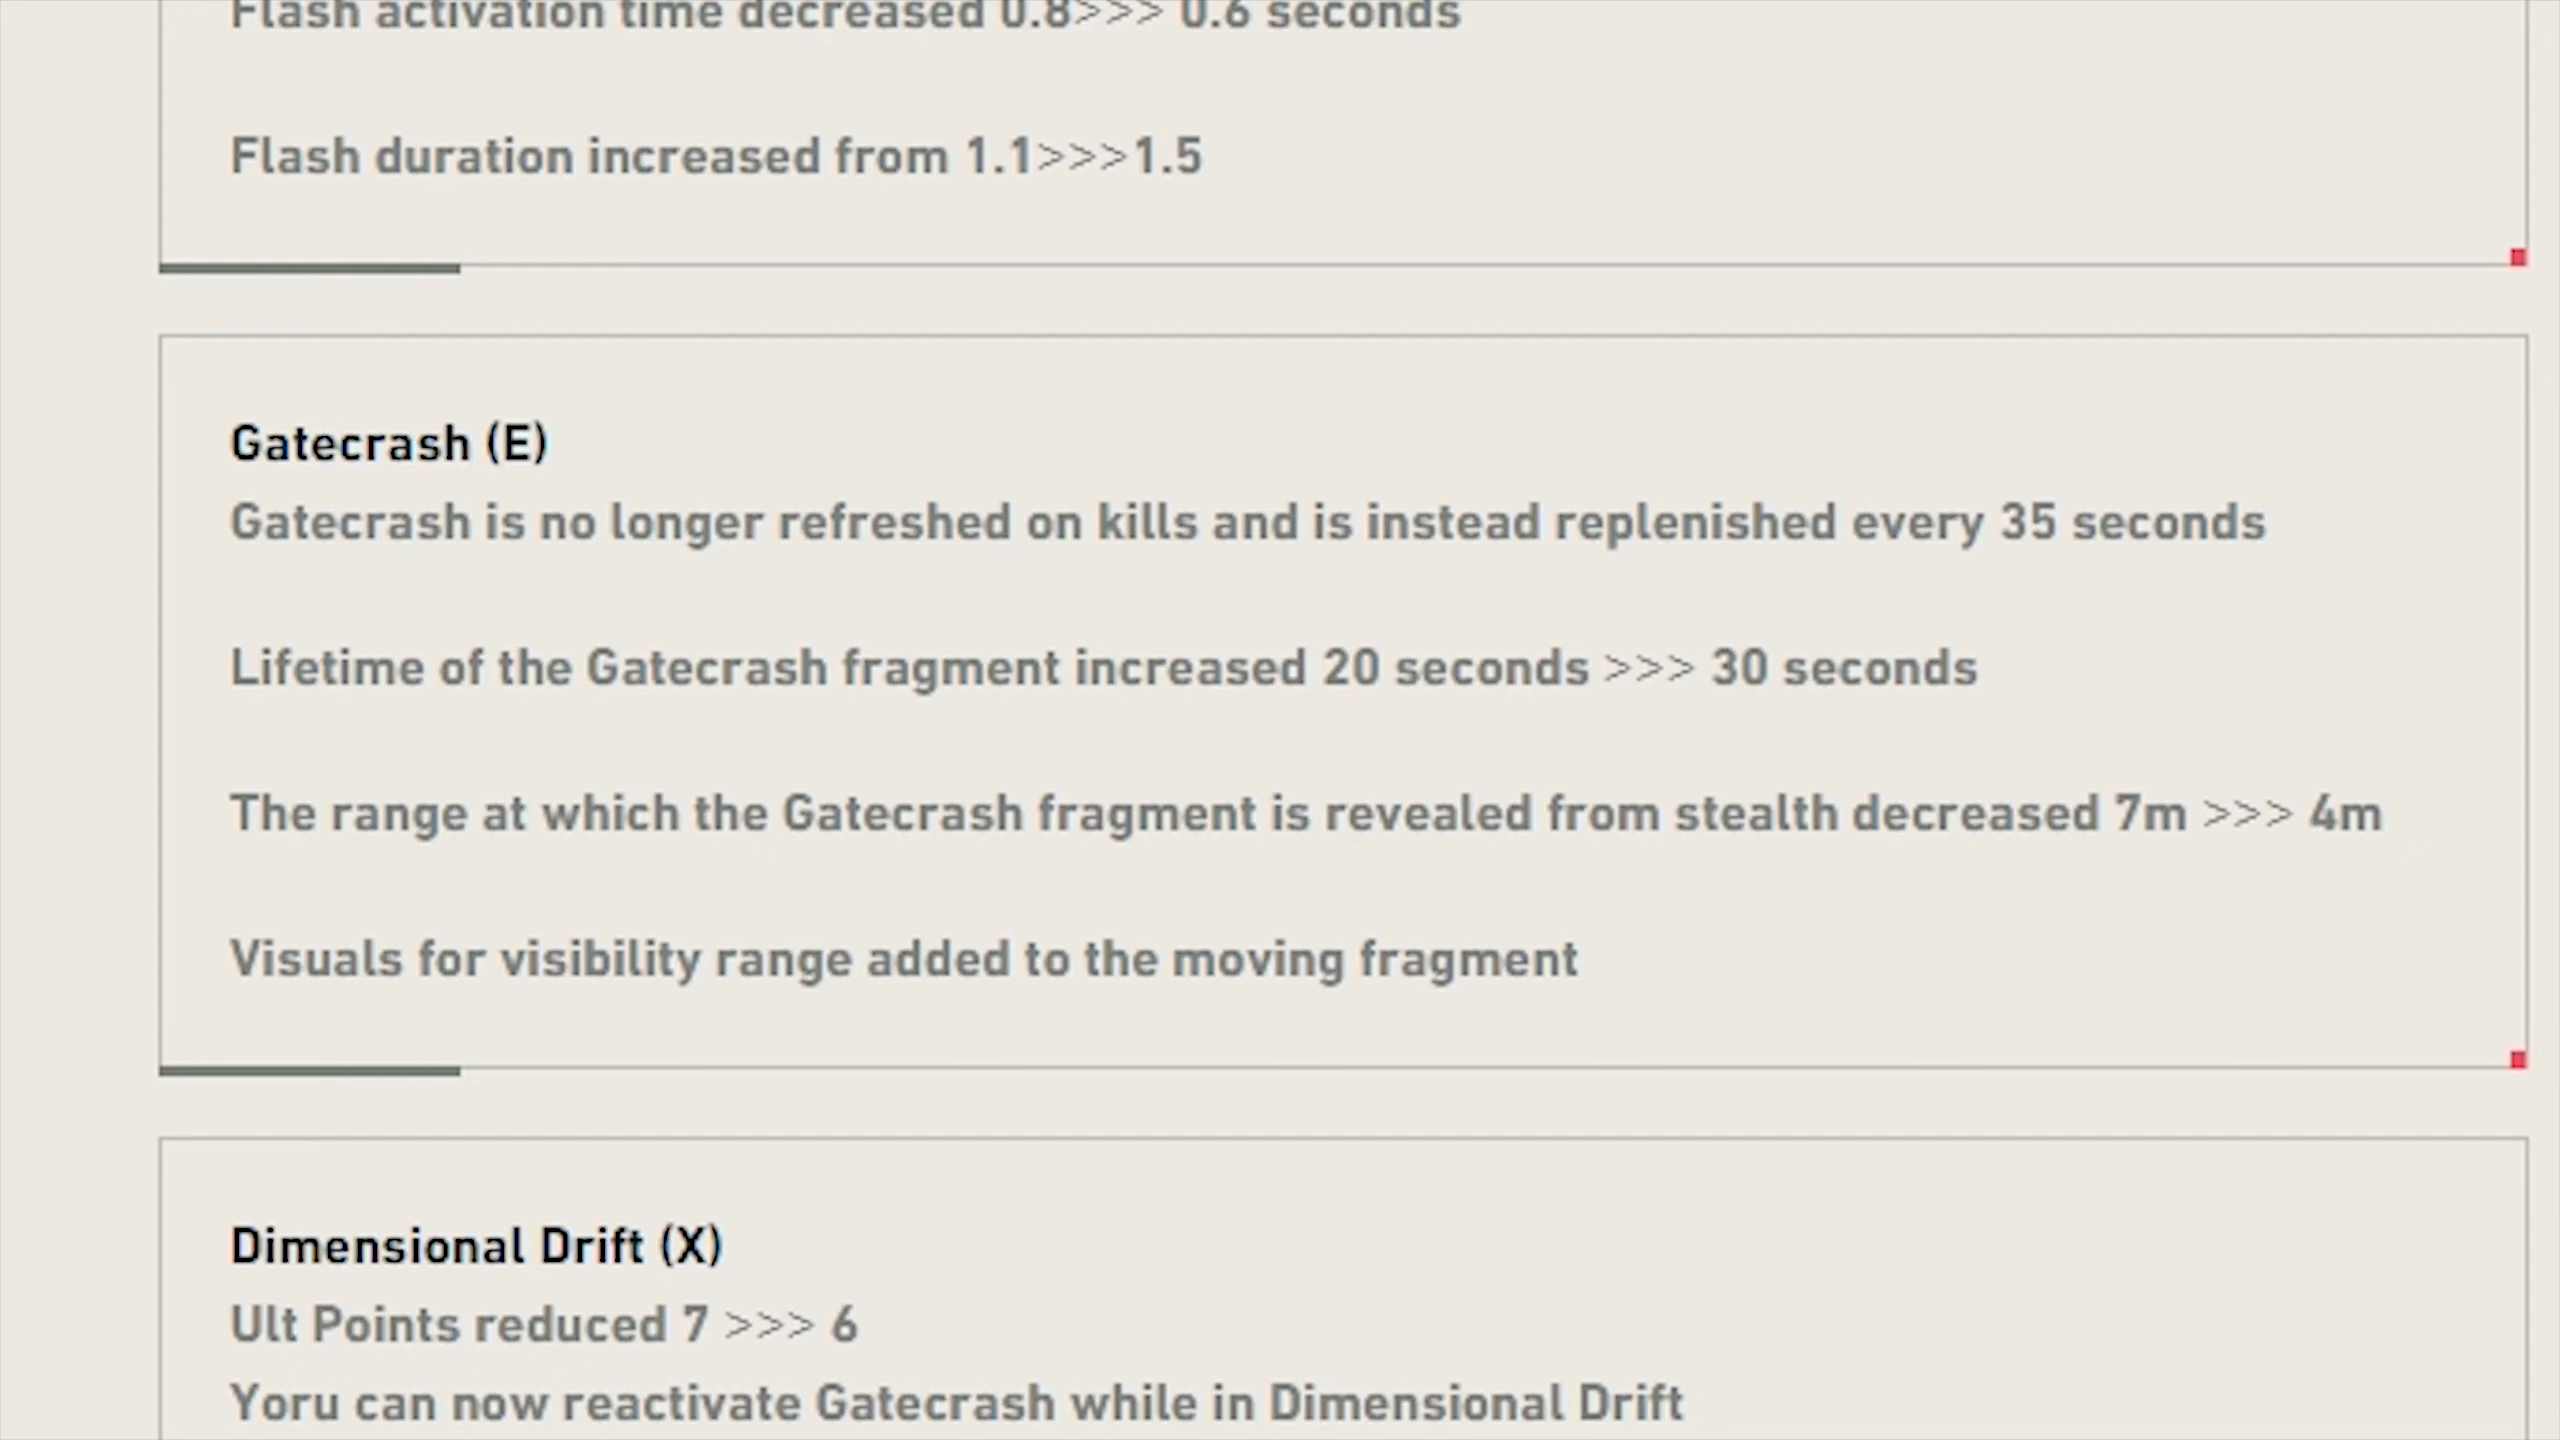 Flash activation time decreased 0.8>>> 0.6 seconds
Flash duration increased from 1.1>>>1.5
Gatecrash (E)
Gatecrash is no longer refreshed on kills and is instead replenished every 35 seconds
Lifetime of the Gatecrash fragment increased 20 seconds >>> 30 seconds
The range at which the Gatecrash fragment is revealed from stealth decreased 7m >>> 4m
Visuals for visibility range added to the moving fragment
Dimensional Drift (X)
Ult Points reduced 7 >>> 6
Yoru can now reactivate Gatecrash while in Dimensional Drift